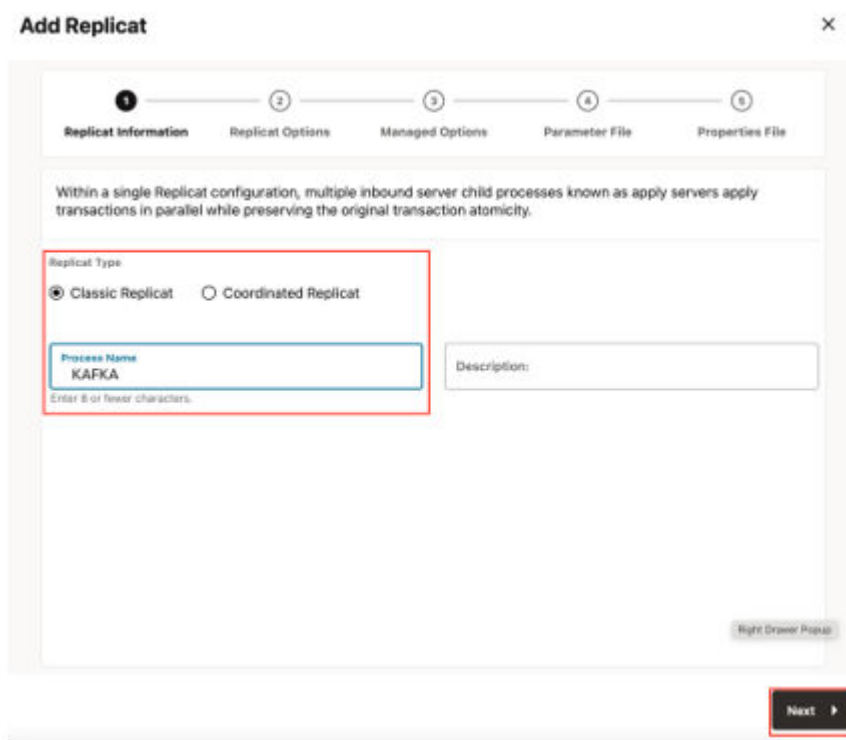 Add Replicat
1 2 3 4 5
Replicat Information Replicat Options Managed Options Parameter File Properties File
Within a single Replicat configuration, multiple inbound server child processes known as apply servers apply
transactions in parallel while preserving the original transaction atomicity.
Replicat Type
Classic Replicat Coordinated Replicat
Process Name
KAFKA
Description:
Enter 8 or fewer characters.
Right Drawer Popup
Next